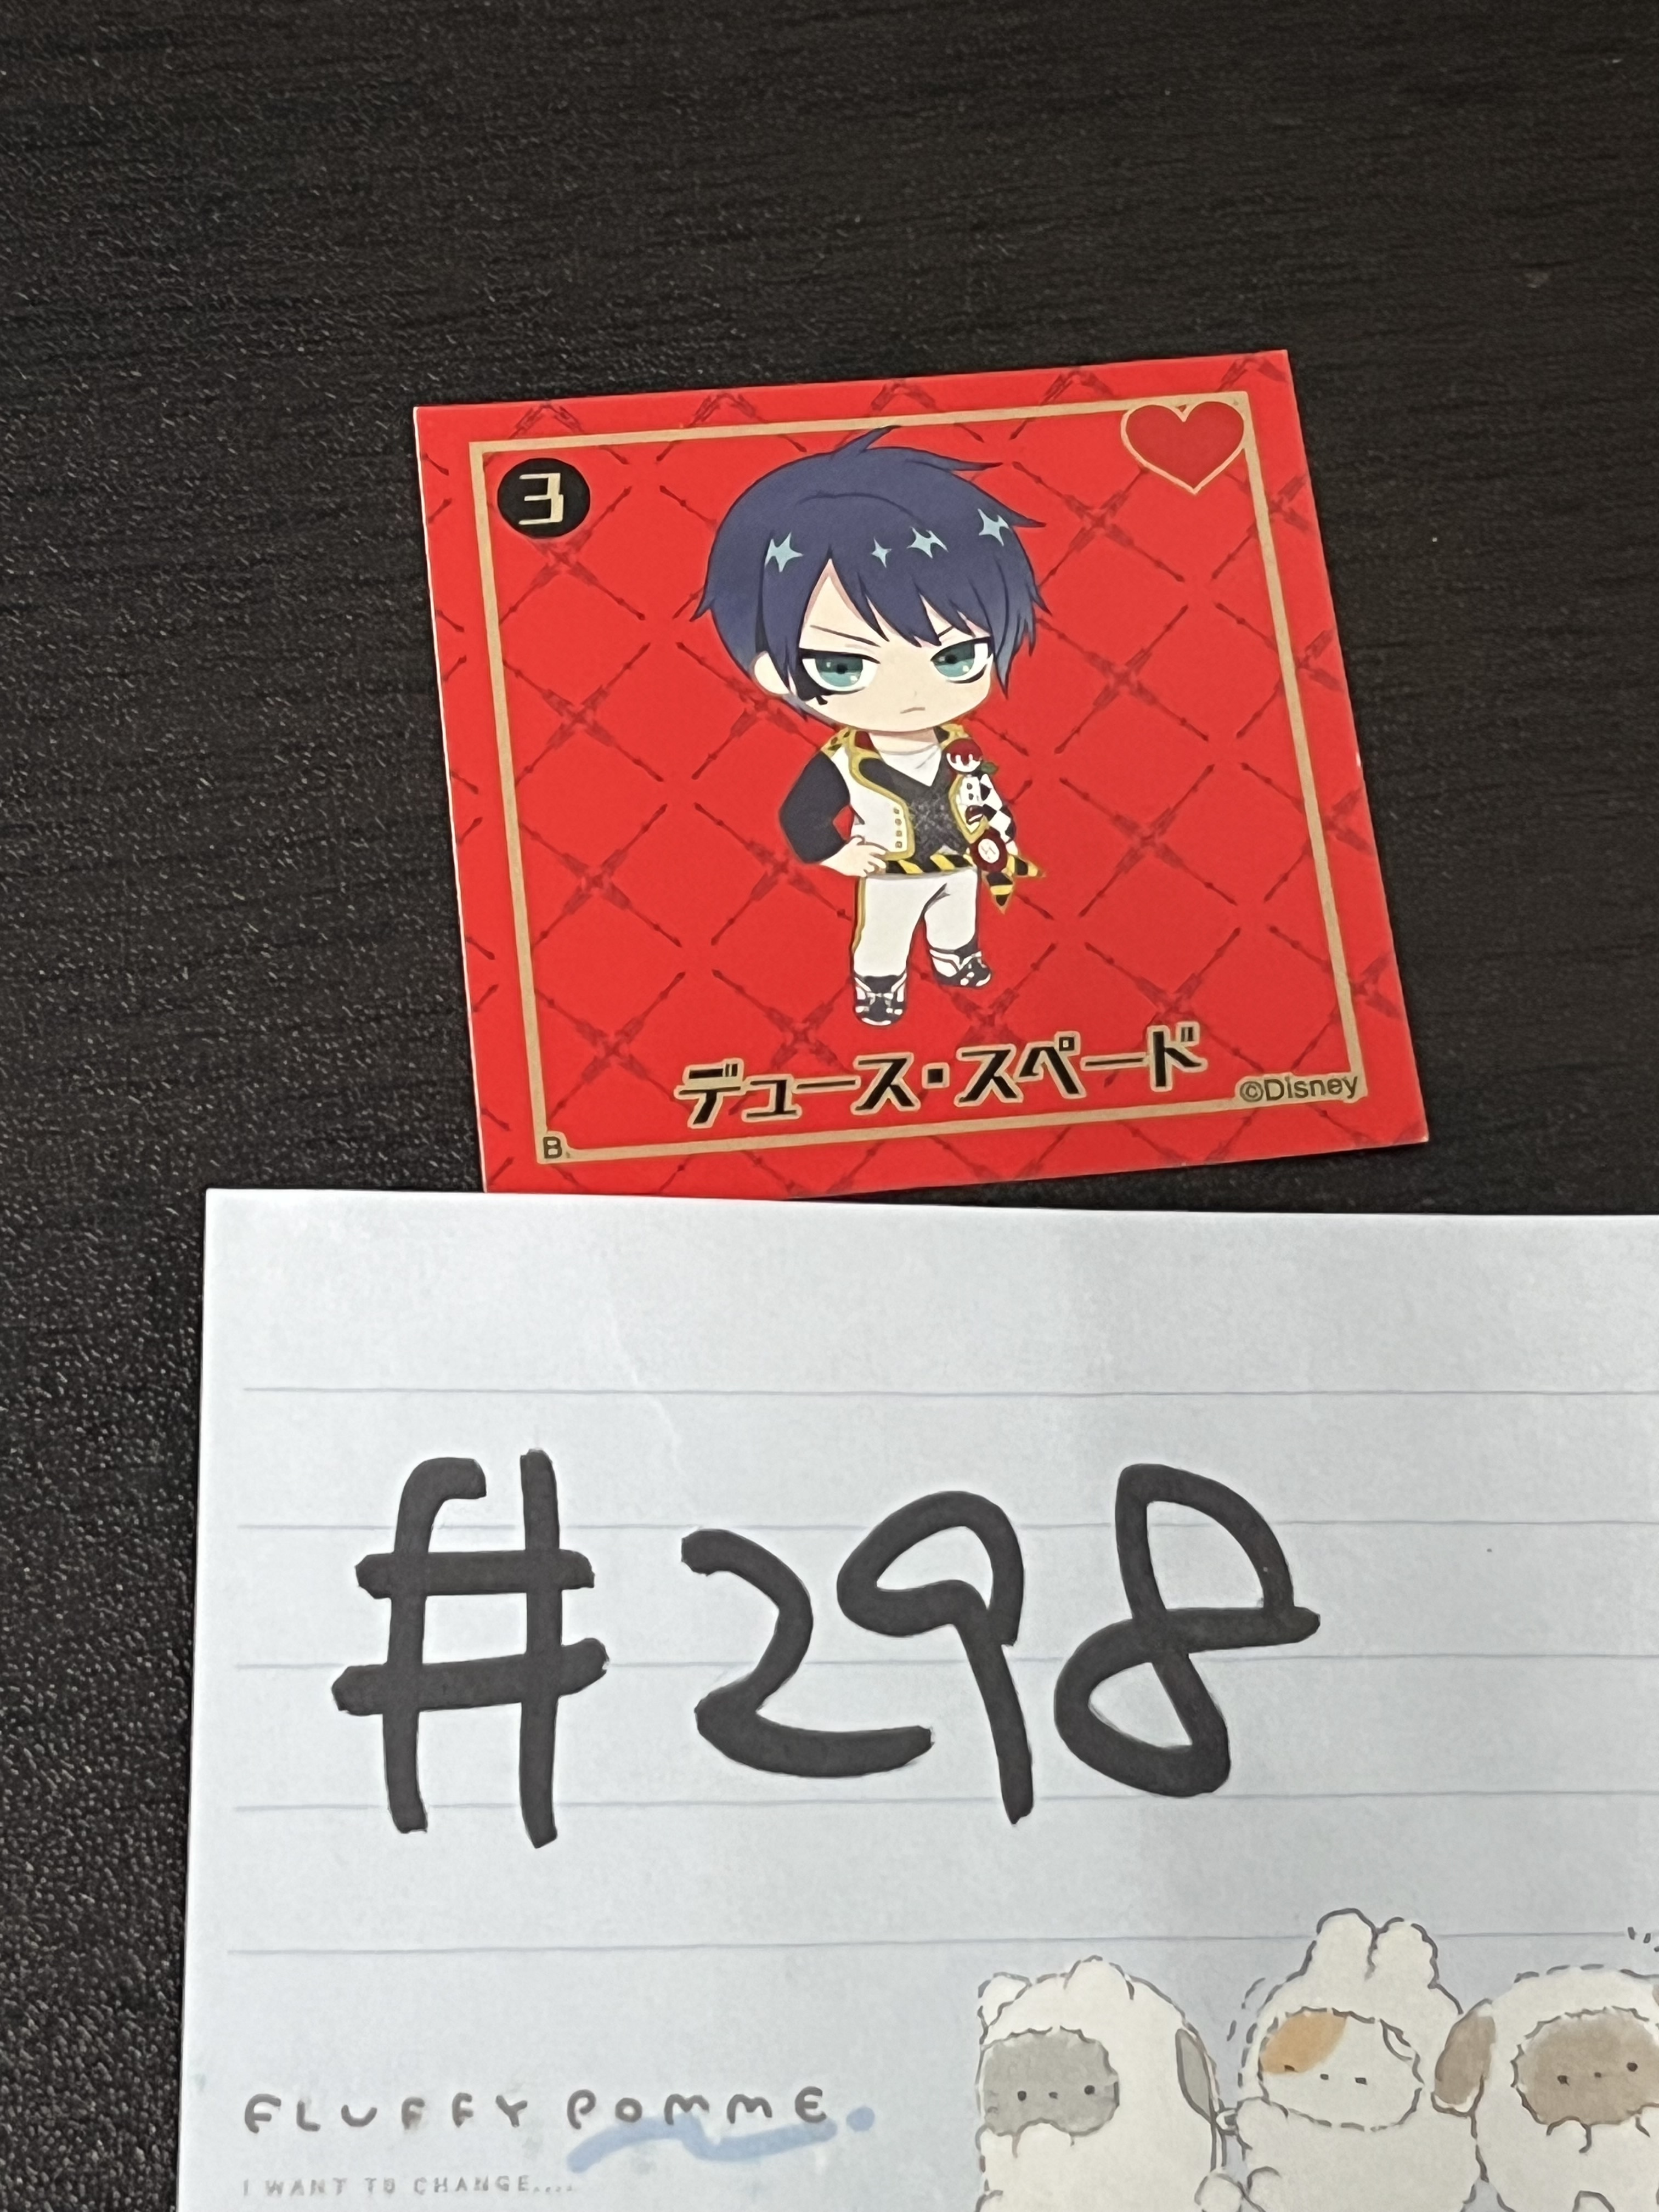 3
デュース・スペード
©Disney
B
#298
FLUFFY POMME.
I WANT TO CHANGE....